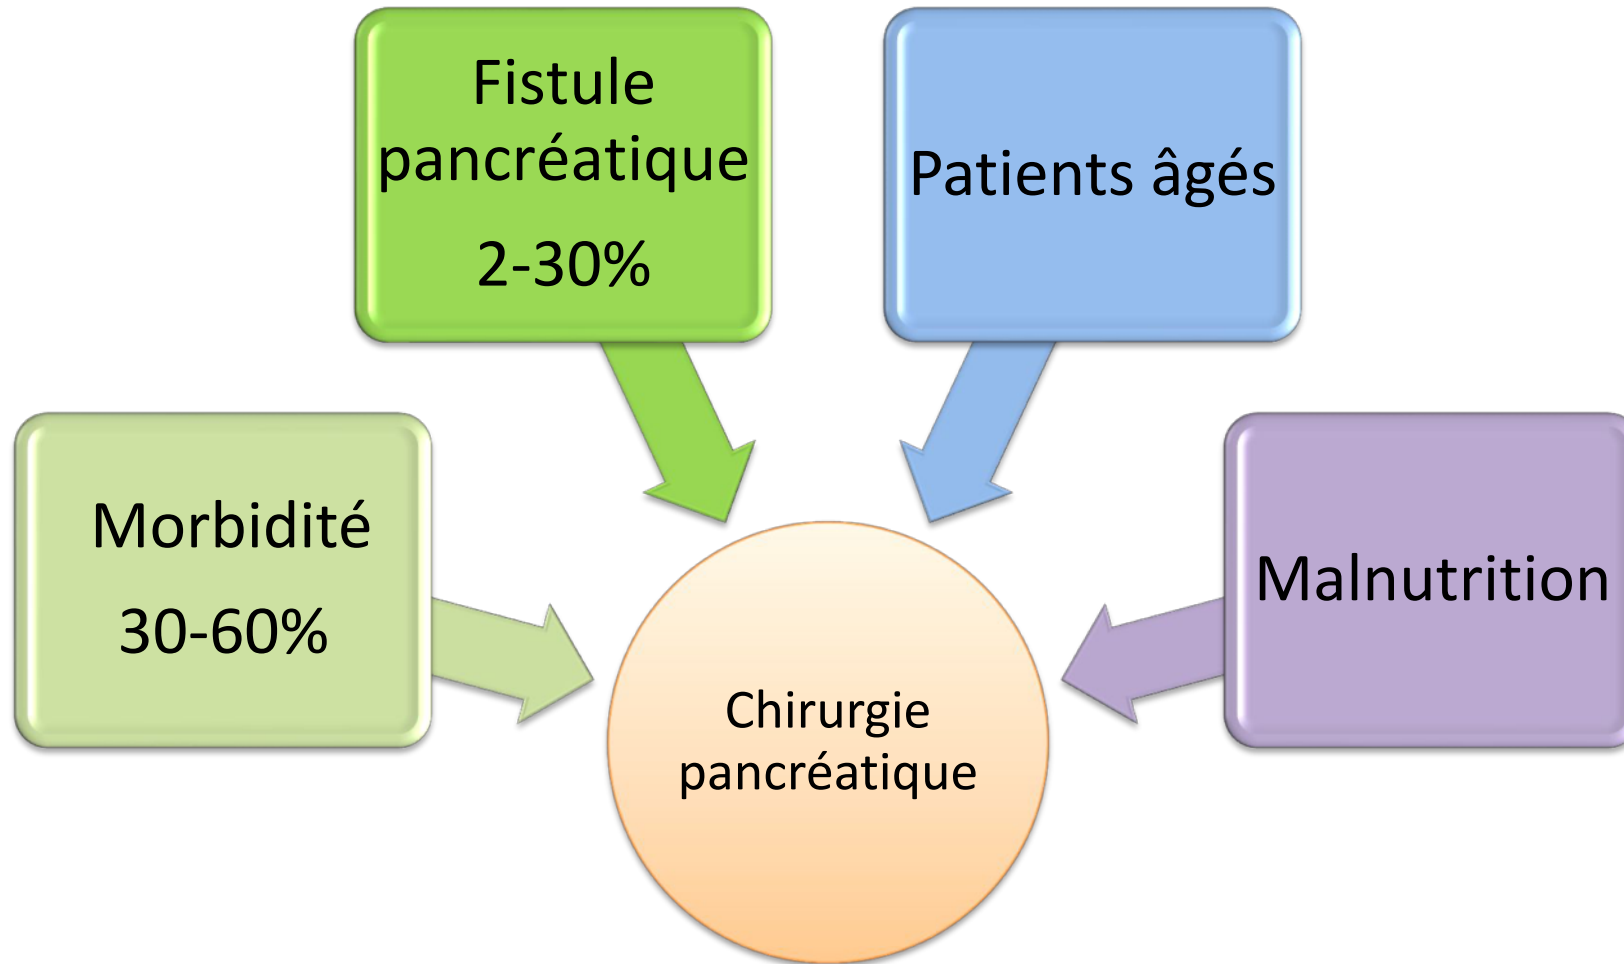 Fistule
pancréatique
2-30%
Patients âgés
Morbidité
30-60%
Malnutrition
Chirurgie
pancréatique